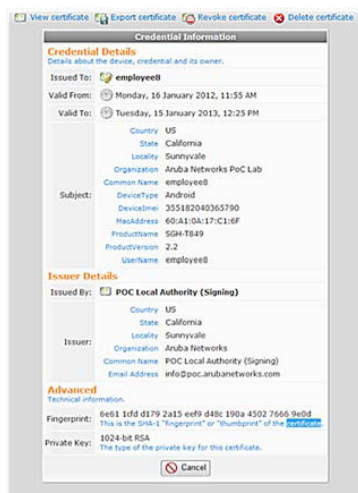 View certificate Export certificate Revoke certificate Delete certificate
Credential Information
Credential Details
Details about the device, credential and its owner.
Issued To: employee8
Valid From: Monday, 16 January 2012, 11:55 AM
Valid To: Tuesday, 15 January 2013, 12:25 PM
Subject:
Country US
State California
Locality Sunnyvale
Organization Aruba Networks PoC Lab
Common Name employee8
DeviceType Android
DeviceImei 355182040365790
MacAddress 60:A1:0A:17:C1:6F
ProductName SGH-T849
ProductVersion 2.2
UserName employee8
Issuer Details
Issued By: POC Local Authority (Signing)
Issuer:
Country US
State California
Locality Sunnyvale
Organization Aruba Networks
Common Name POC Local Authority (Signing)
Email Address info@poc.arubanetworks.com
Advanced
Technical information.
Fingerprint: 6e61 1cfd d179 2a15 eef9 d48c 190a 4502 7666 9e0d
This is the SHA-1 "fingerprint" or "thumbprint" of the certificate.
Private Key: 1024-bit RSA
The type of the private key for this certificate.
Cancel